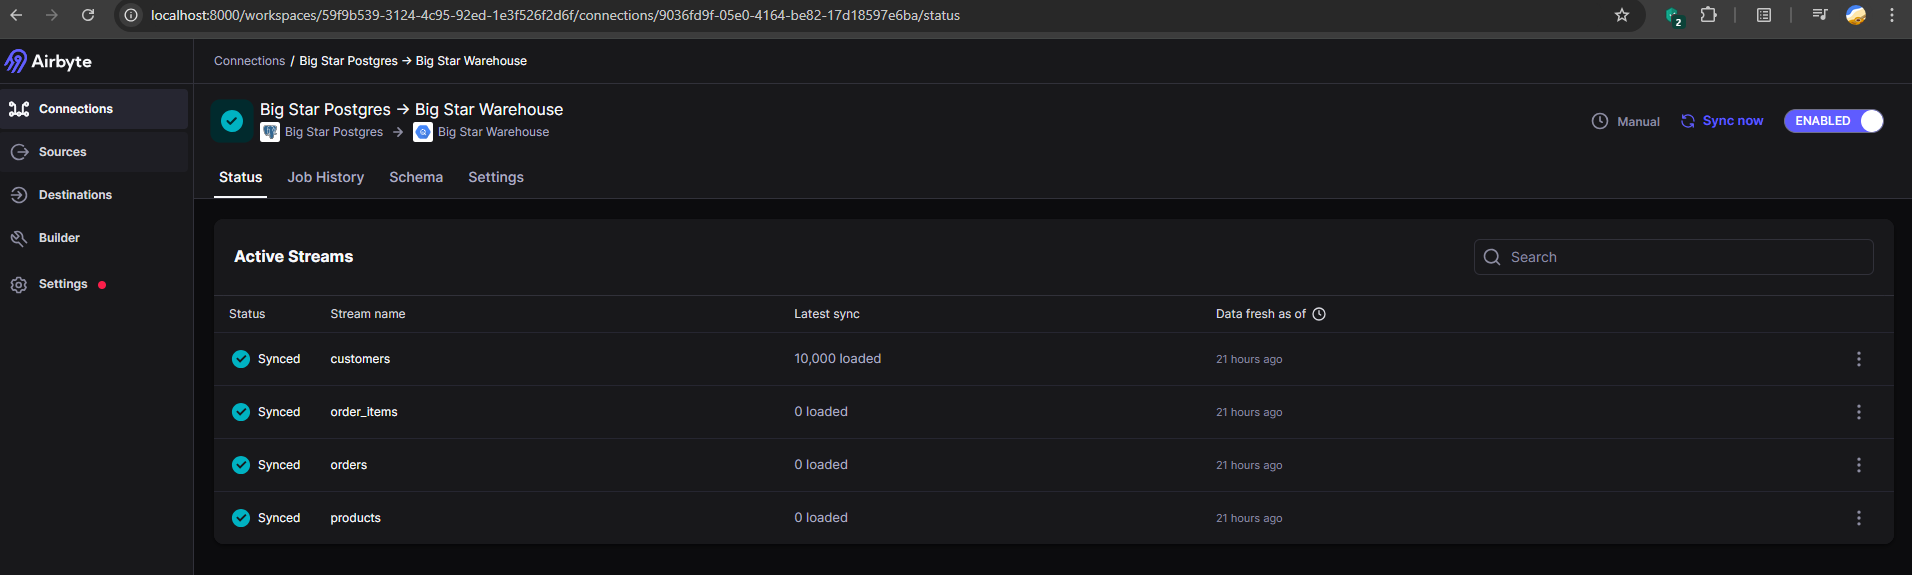 localhost:8000/workspaces/59f9b539-3124-4c95-92ed-1e3f526f2d6f/connections/9036fd9f-05e0-4164-be82-17d18597e6ba/status
2
Airbyte
Connections / Big Star Postgres → Big Star Warehouse
Connections
Sources
Destinations
Builder
Settings
Big Star Postgres → Big Star Warehouse
Big Star Postgres → Big Star Warehouse
Manual Sync now ENABLED
Status Job History Schema Settings
Active Streams
Search
Status Stream name Latest sync Data fresh as of
Synced customers 10,000 loaded 21 hours ago
Synced order_items 0 loaded 21 hours ago
Synced orders 0 loaded 21 hours ago
Synced products 0 loaded 21 hours ago